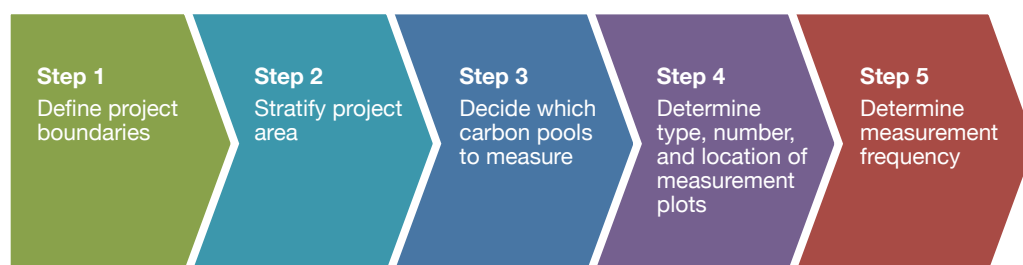 Step 1
Define project
boundaries
Step 2
Stratify project
area
Step 3
Decide which
carbon pools
to measure
Step 4
Determine
type, number,
and location of
measurement
plots
Step 5
Determine
measurement
frequency